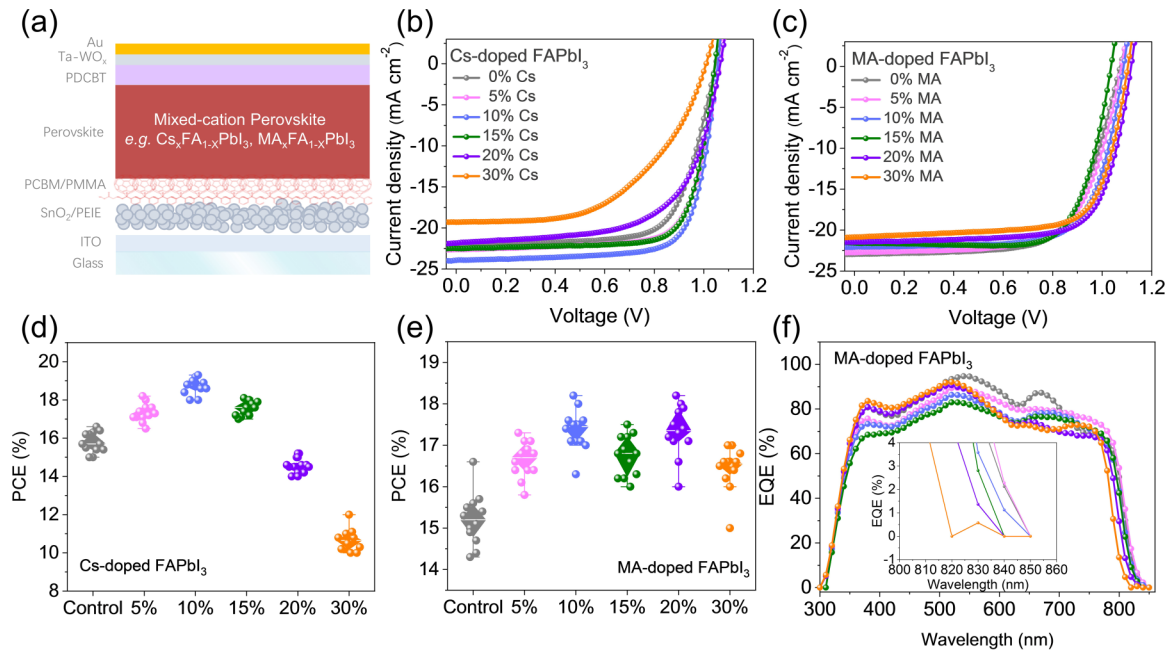 (a)
Au
Ta-WOₓ
PDCBT
Perovskite
Mixed-cation Perovskite
e.g. CsₓFA₁₋ₓPbI₃, MAₓFA₁₋ₓPbI₃
PCBM/PMMA
SnO₂/PEIE
ITO
Glass
(b)
Cs-doped FAPbI₃
0% Cs
5% Cs
10% Cs
15% Cs
20% Cs
30% Cs
Current density (mA cm⁻²)
0
-5
-10
-15
-20
-25
0.0 0.2 0.4 0.6 0.8 1.0 1.2
Voltage (V)
(c)
MA-doped FAPbI₃
0% MA
5% MA
10% MA
15% MA
20% MA
30% MA
Current density (mA cm⁻²)
0
-5
-10
-15
-20
-25
0.0 0.2 0.4 0.6 0.8 1.0 1.2
Voltage (V)
(d)
PCE (%)
20
18
16
14
12
10
8
Cs-doped FAPbI₃
Control 5% 10% 15% 20% 30%
(e)
PCE (%)
19
18
17
16
15
14
MA-doped FAPbI₃
Control 5% 10% 15% 20% 30%
(f)
MA-doped FAPbI₃
EQE (%)
100
80
60
40
20
0
EQE (%)
4
3
2
1
0
-1
800 810 820 830 840 850 860
Wavelength (nm)
300 400 500 600 700 800
Wavelength (nm)